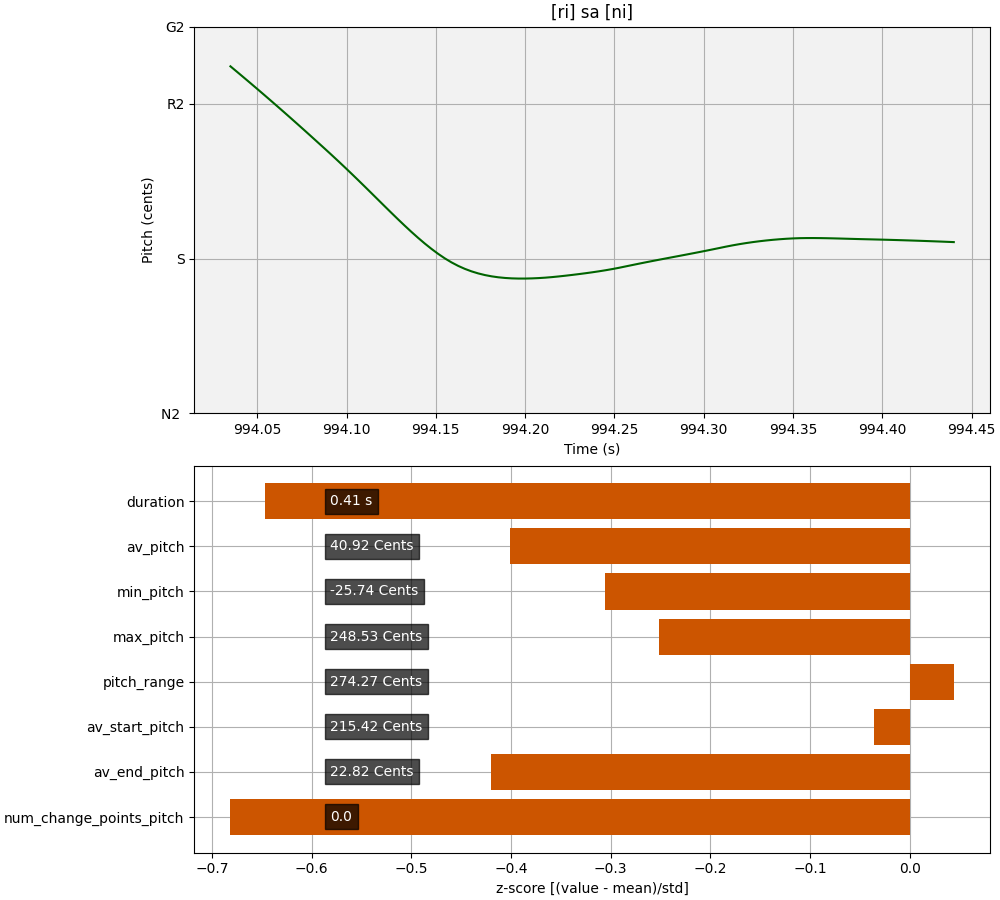 [ri] sa [ni]
G2
R2
S
N2
Pitch (cents)
994.05 994.10 994.15 994.20 994.25 994.30 994.35 994.40 994.45
Time (s)
duration 0.41 s
av_pitch 40.92 Cents
min_pitch -25.74 Cents
max_pitch 248.53 Cents
pitch_range 274.27 Cents
av_start_pitch 215.42 Cents
av_end_pitch 22.82 Cents
num_change_points_pitch 0.0
−0.7 −0.6 −0.5 −0.4 −0.3 −0.2 −0.1 0.0
z-score [(value - mean)/std]